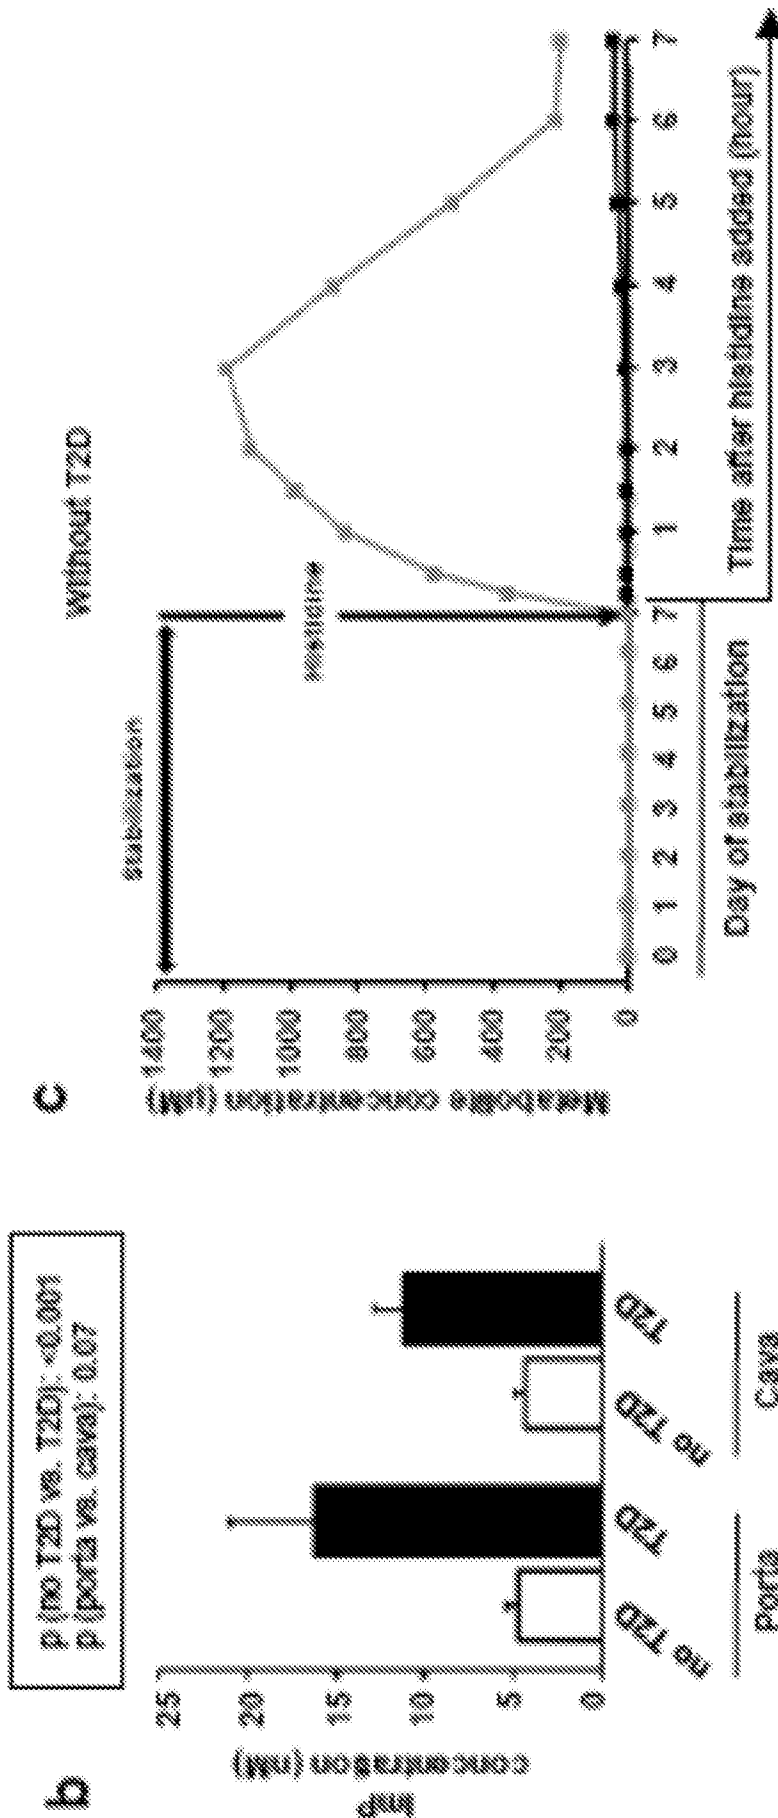 b
p (no T2D vs. T2D): <0.001
p (porta vs. cava): 0.07
ImP
concentration (nM)
25
20
15
10
5
0
no T2D
T2D
no T2D
T2D
Porta
Cava
c
Without T2D
Stabilization
Histidine
Metabolite concentration (µM)
1400
1200
1000
800
600
400
200
0
0 1 2 3 4 5 6 7 1 2 3 4 5 6 7
Day of stabilization
Time after histidine added (hour)